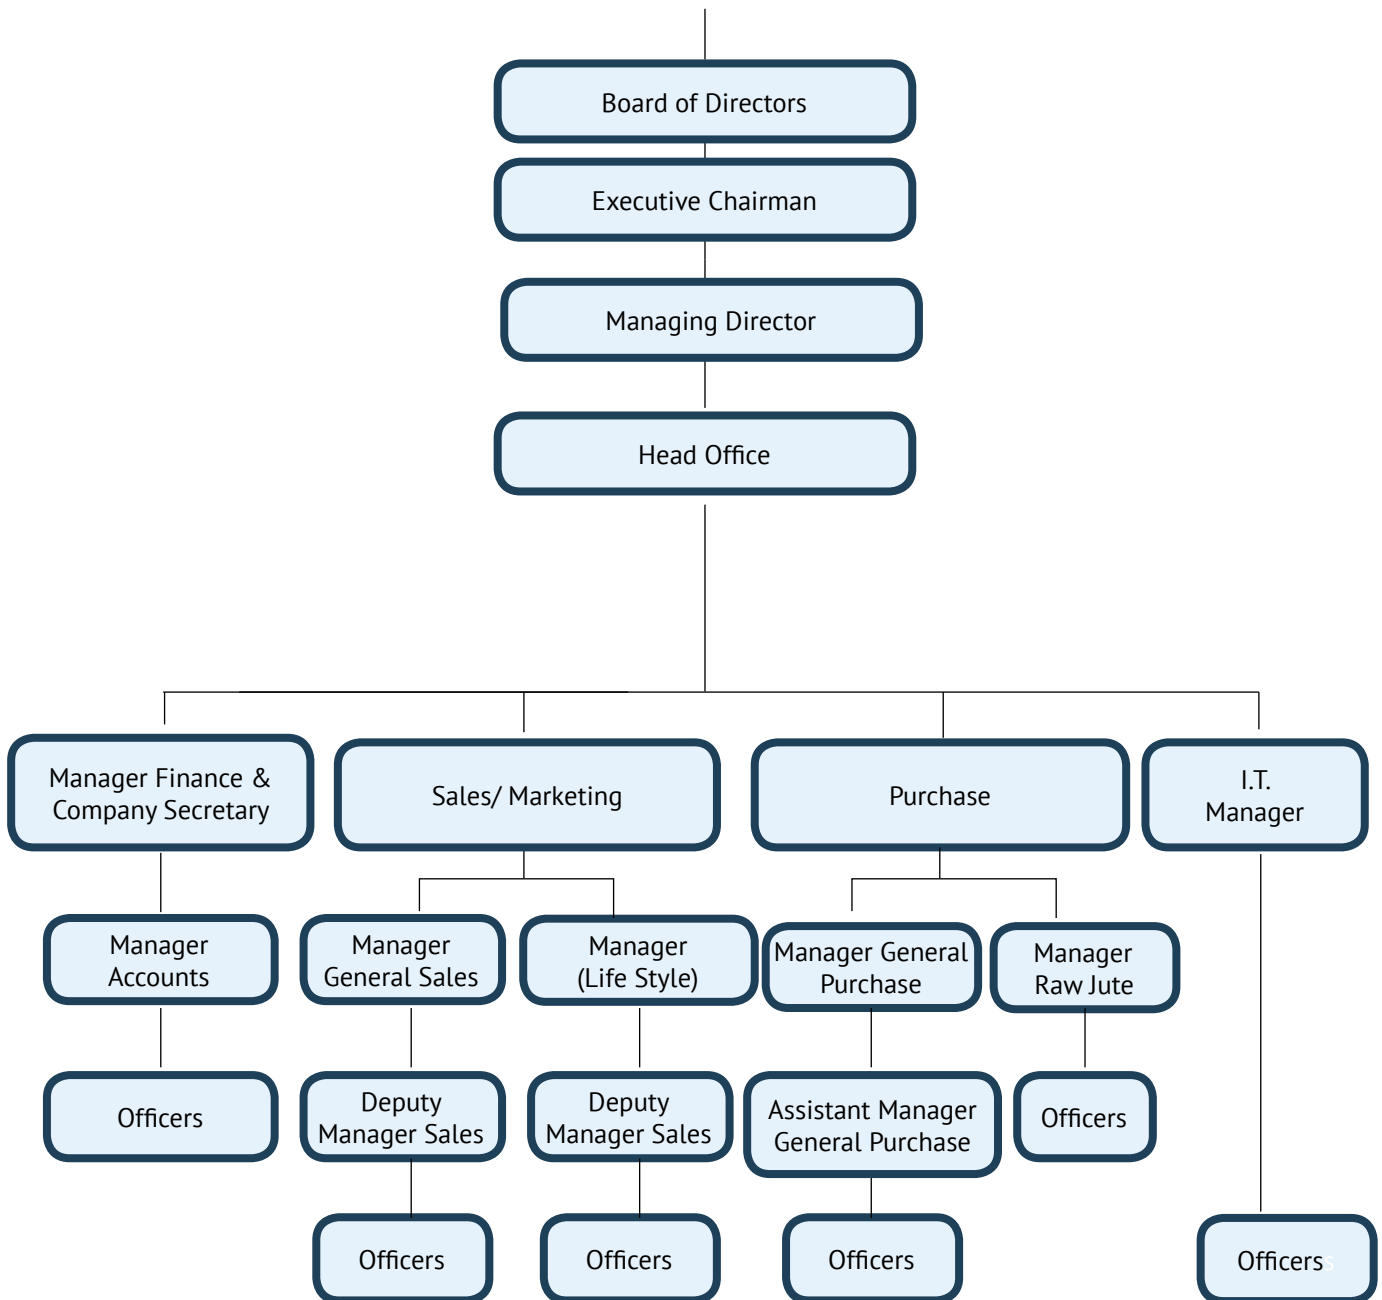 Board of Directors
Executive Chairman
Managing Director
Head Office
Manager Finance &
Company Secretary
Sales/ Marketing
Purchase
I.T.
Manager
Manager
Accounts
Manager
General Sales
Manager
(Life Style)
Manager General
Purchase
Manager
Raw Jute
Officers
Deputy
Manager Sales
Deputy
Manager Sales
Assistant Manager
General Purchase
Officers
Officers
Officers
Officers
Officers